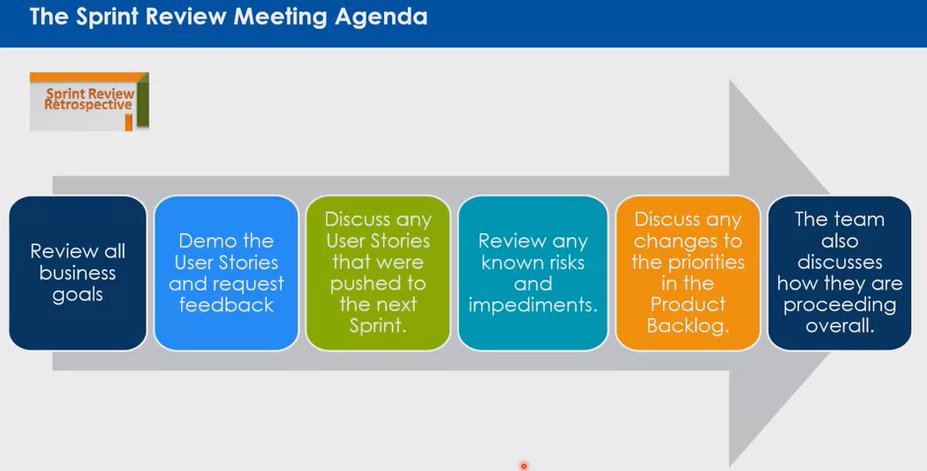 The Sprint Review Meeting Agenda
Sprint Review
Retrospective
Review all
business
goals
Demo the
User Stories
and request
feedback
Discuss any
User Stories
that were
pushed to
the next
Sprint.
Review any
known risks
and
impediments.
Discuss any
changes to
the priorities
in the
Product
Backlog.
The team
also
discusses
how they are
proceeding
overall.